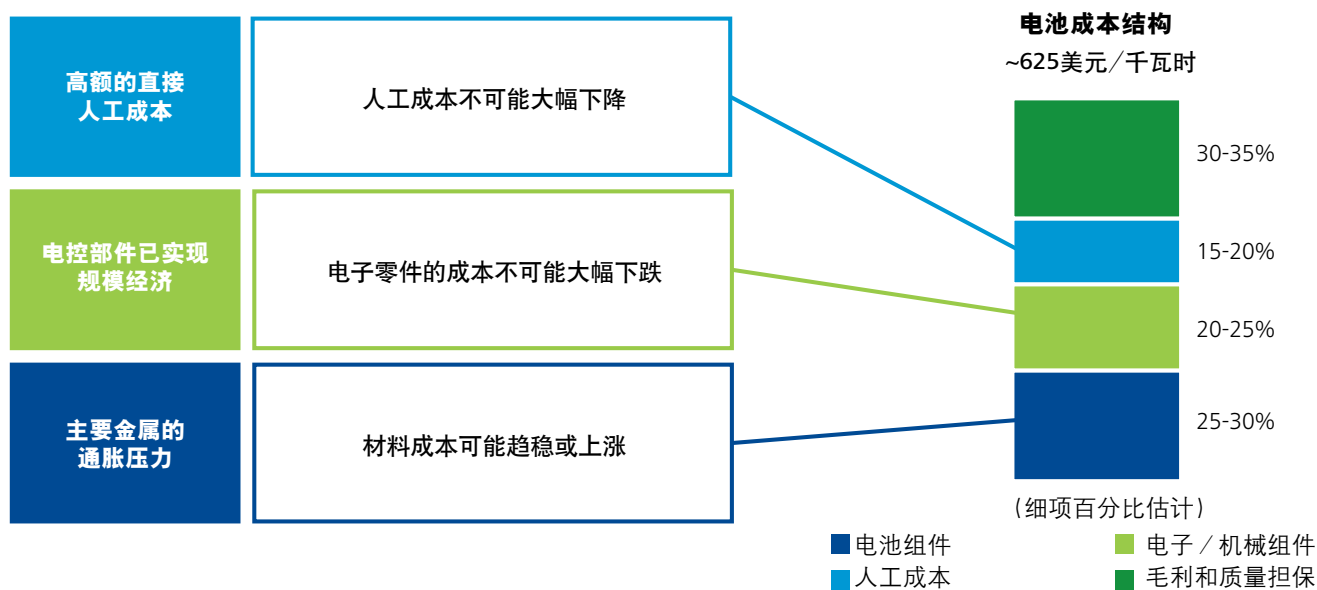 高额的直接
人工成本
人工成本不可能大幅下降
电控部件已实现
规模经济
电子零件的成本不可能大幅下跌
主要金属的
通胀压力
材料成本可能趋稳或上涨
电池成本结构
~625美元/千瓦时
30-35%
15-20%
20-25%
25-30%
(细项百分比估计)
电池组件
电子/机械组件
人工成本
毛利和质量担保